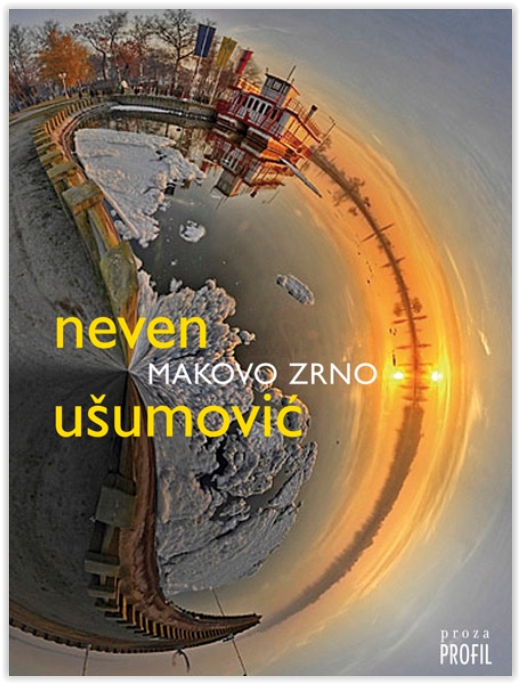 neven
MAKOVO ZRNO
ušumović
proza
PROFIL